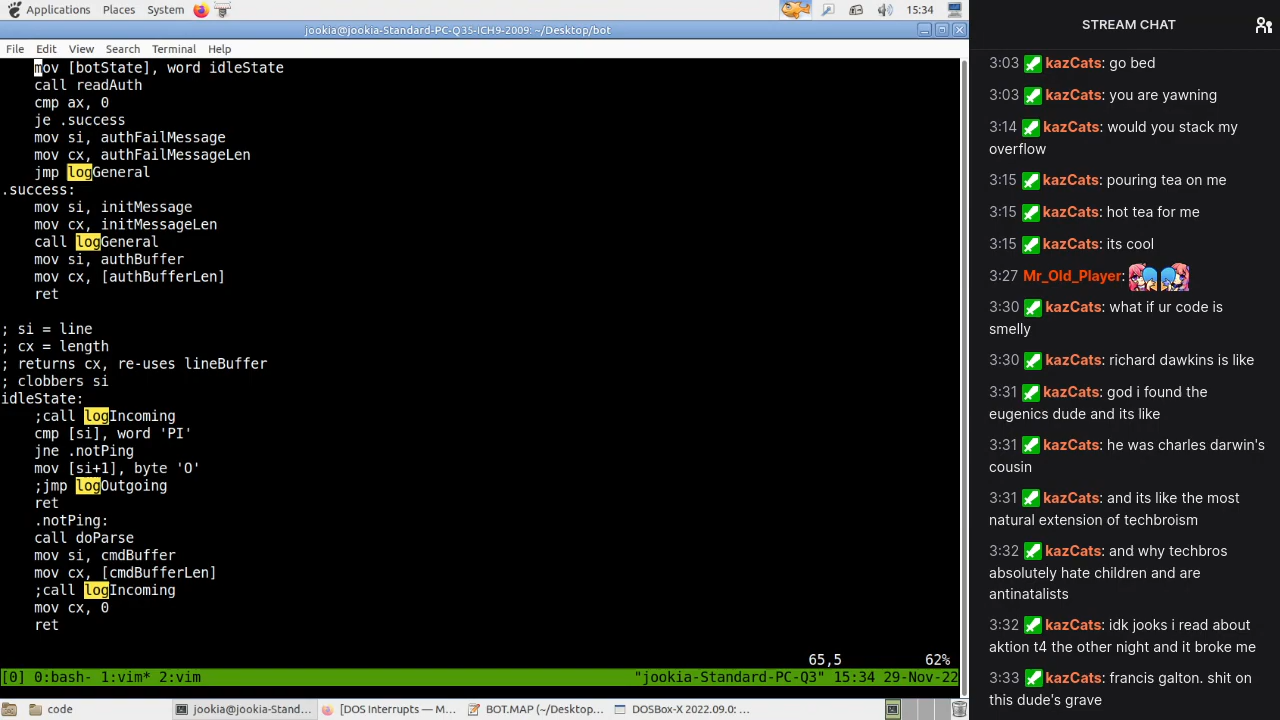 Applications Places System 15:34
jookia@jookia-Standard-PC-Q35-ICH9-2009: ~/Desktop/bot
File Edit View Search Terminal Help
mov [botState], word idleState
call readAuth
cmp ax, 0
je .success
mov si, authFailMessage
mov cx, authFailMessageLen
jmp logGeneral
.success:
mov si, initMessage
mov cx, initMessageLen
call logGeneral
mov si, authBuffer
mov cx, [authBufferLen]
ret
; si = line
; cx = length
; returns cx, re-uses lineBuffer
; clobbers si
idleState:
;call logIncoming
cmp [si], word 'PI'
jne .notPing
mov [si+1], byte 'O'
;jmp logOutgoing
ret
.notPing:
call doParse
mov si, cmdBuffer
mov cx, [cmdBufferLen]
;call logIncoming
mov cx, 0
ret
65,5 62%
[0] 0:bash- 1:vim* 2:vim "jookia-Standard-PC-Q3" 15:34 29-Nov-22
code jookia@jookia-Stand... [DOS Interrupts — M... BOT.MAP (~/Desktop... DOSBox-X 2022.09.0: ...
STREAM CHAT
3:03 kazCats: go bed
3:03 kazCats: you are yawning
3:14 kazCats: would you stack my
overflow
3:15 kazCats: pouring tea on me
3:15 kazCats: hot tea for me
3:15 kazCats: its cool
3:27 Mr_Old_Player:
3:30 kazCats: what if ur code is
smelly
3:30 kazCats: richard dawkins is like
3:31 kazCats: god i found the
eugenics dude and its like
3:31 kazCats: he was charles darwin's
cousin
3:31 kazCats: and its like the most
natural extension of techbroism
3:32 kazCats: and why techbros
absolutely hate children and are
antinatalists
3:32 kazCats: idk jooks i read about
aktion t4 the other night and it broke me
3:33 kazCats: francis galton. shit on
this dude's grave